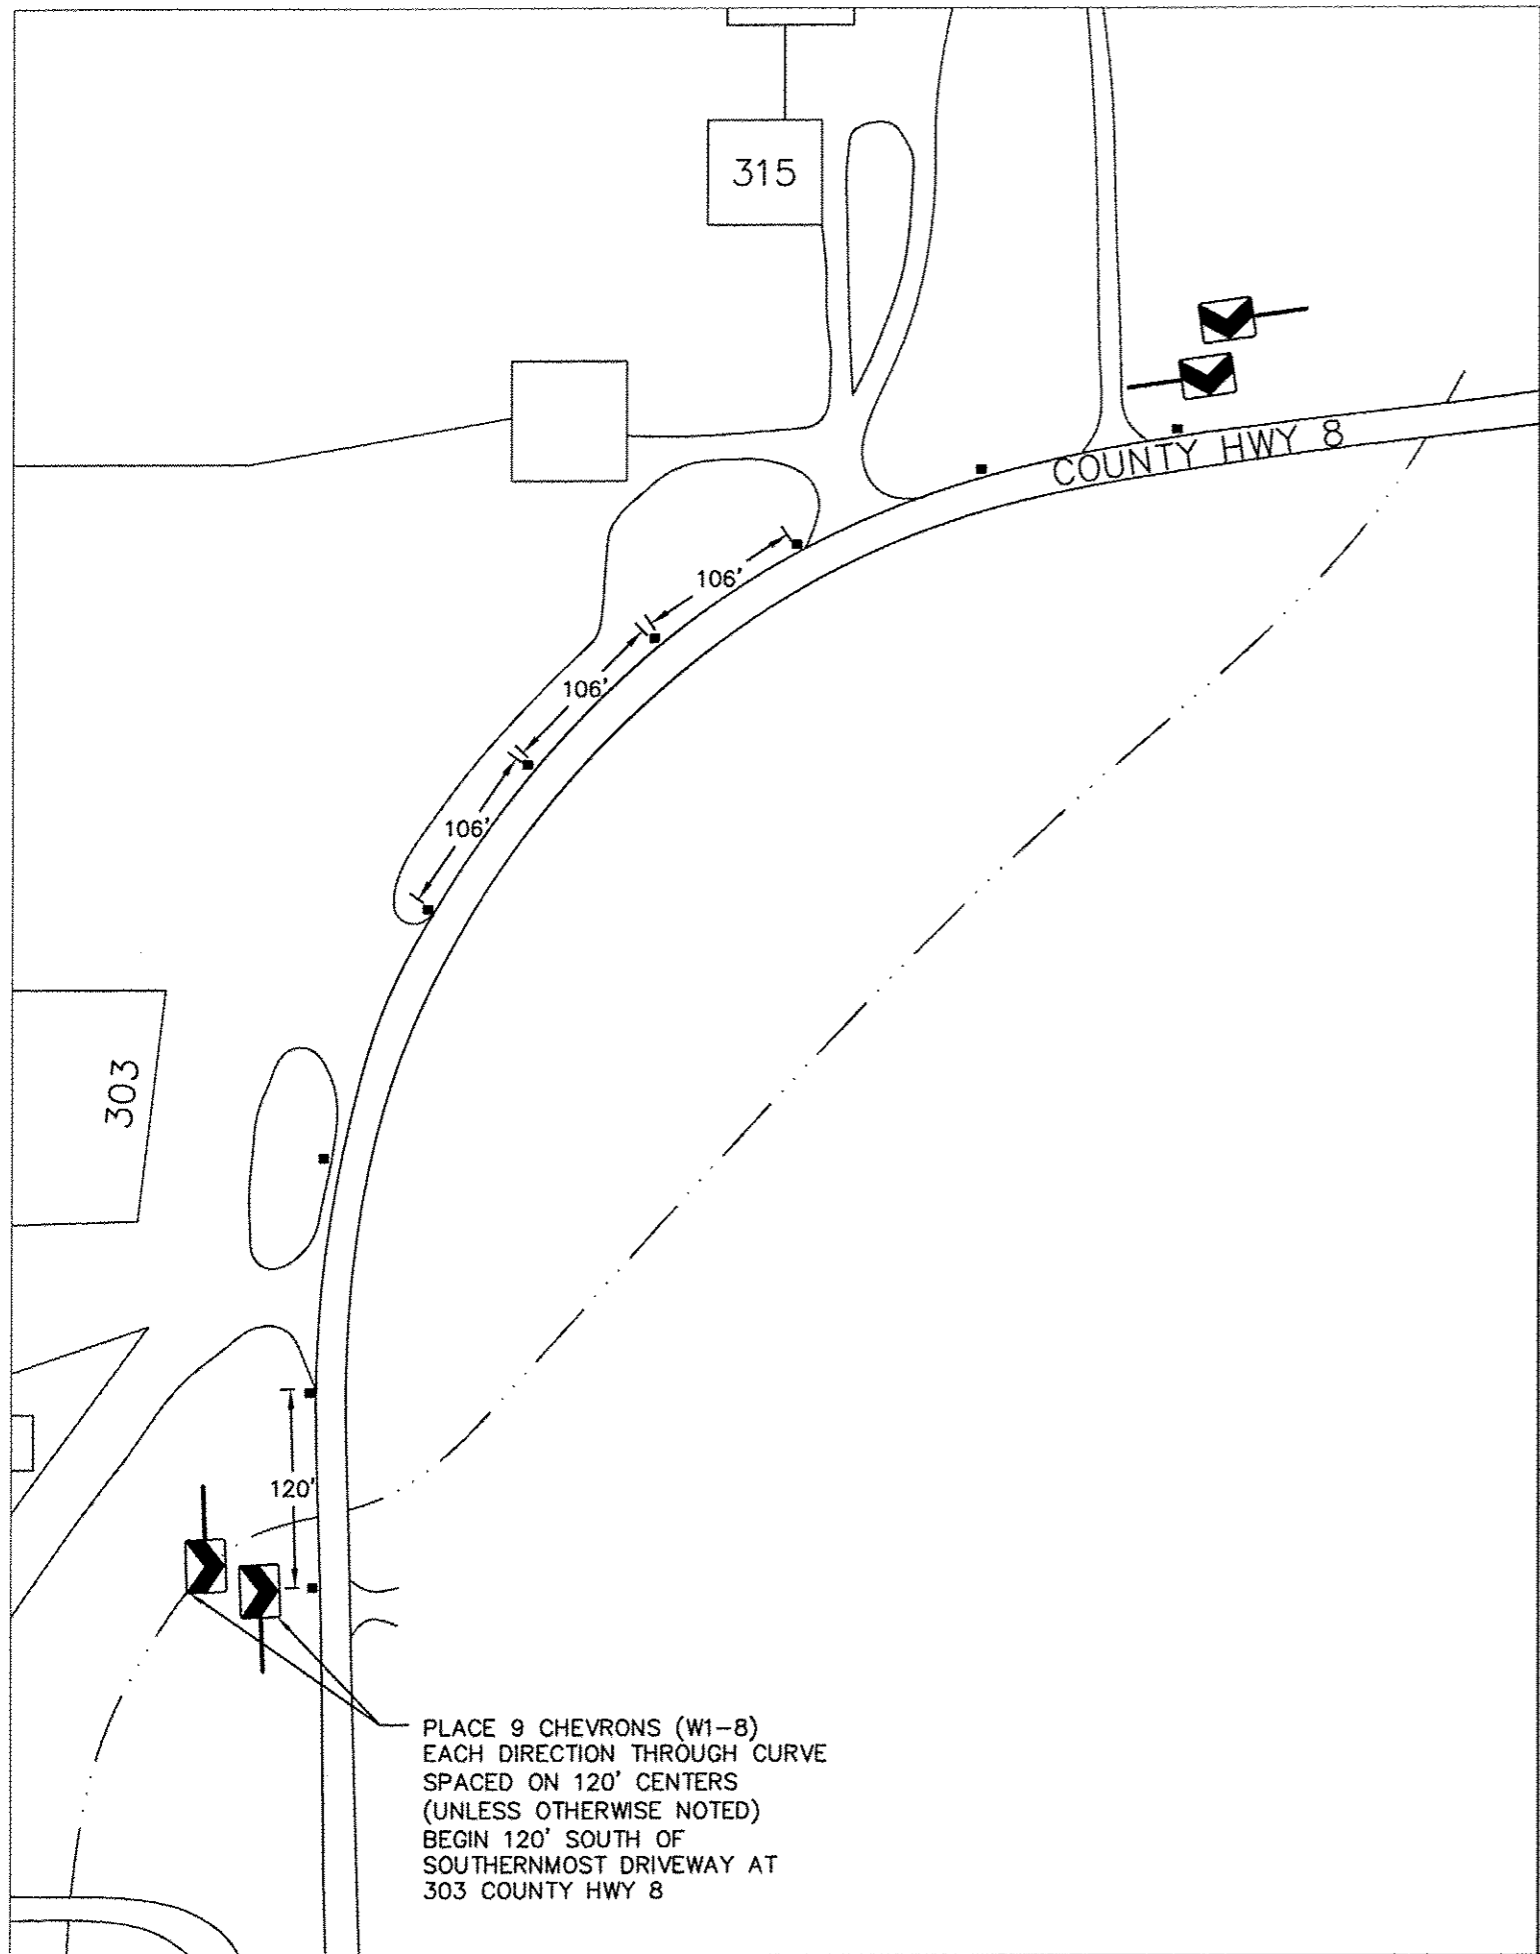 315
COUNTY HWY 8
106'
106'
106'
303
120'
PLACE 9 CHEVRONS (W1-8)
EACH DIRECTION THROUGH CURVE
SPACED ON 120' CENTERS
(UNLESS OTHERWISE NOTED)
BEGIN 120' SOUTH OF
SOUTHERNMOST DRIVEWAY AT
303 COUNTY HWY 8